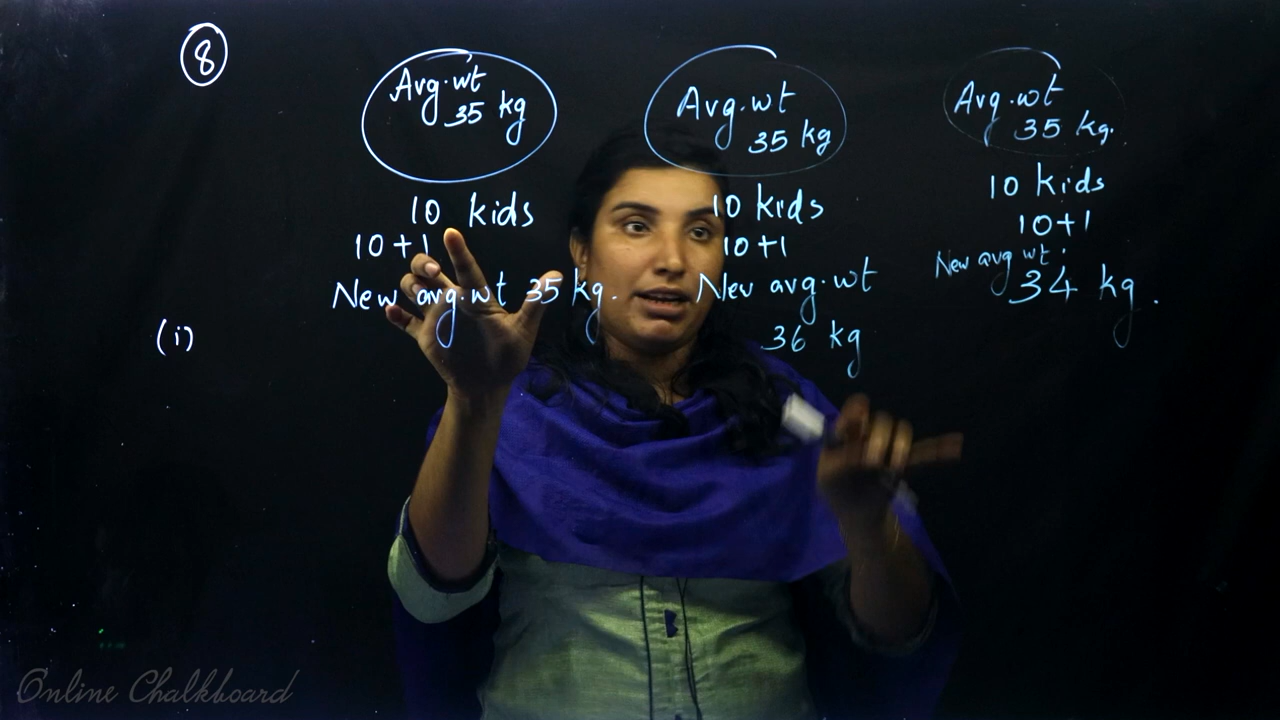 8
Avg.wt
35 kg
10 kids
10+1
New avg.wt 35 kg.
Avg.wt
35 kg
10 kids
10+1
New avg.wt
36 kg
Avg.wt
35 kg.
10 kids
10+1
New avg wt.
34 kg.
(i)
Online Chalkboard